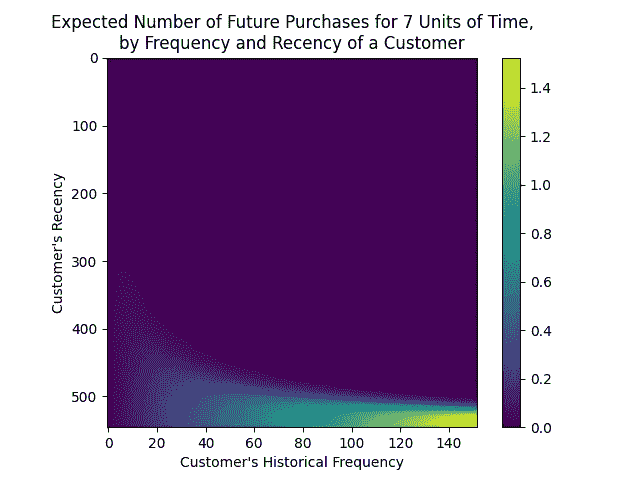 Expected Number of Future Purchases for 7 Units of Time,
by Frequency and Recency of a Customer
0
100
200
300
400
500
Customer's Recency
0 20 40 60 80 100 120 140
Customer's Historical Frequency
1.4
1.2
1.0
0.8
0.6
0.4
0.2
0.0